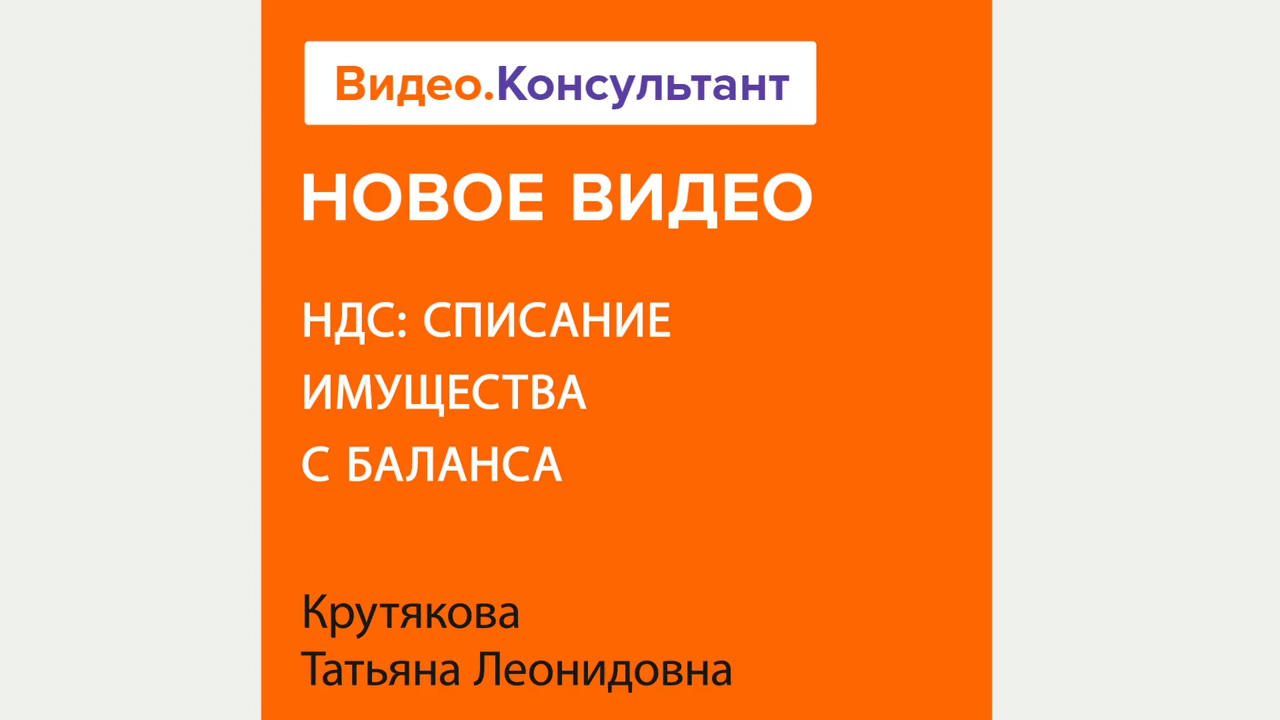 Видео.Консультант
НОВОЕ ВИДЕО
НДС: СПИСАНИЕ
ИМУЩЕСТВА
С БАЛАНСА
Крутякова
Татьяна Леонидовна